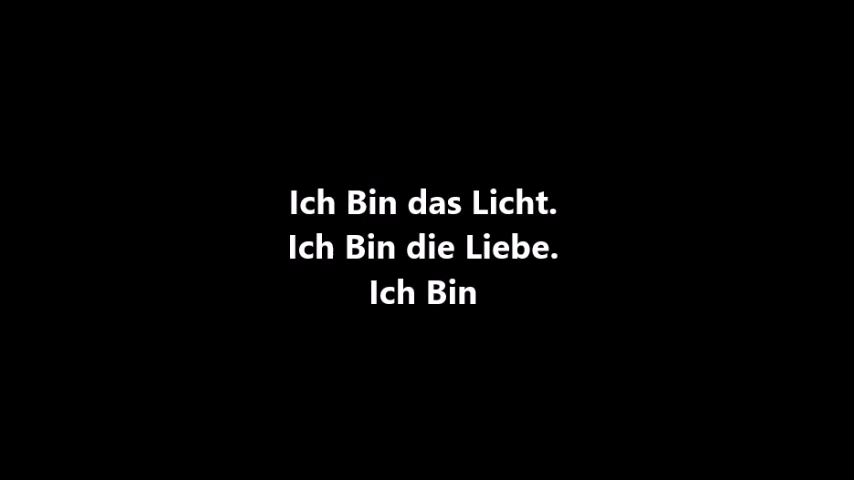 Ich Bin das Licht.
Ich Bin die Liebe.
Ich Bin